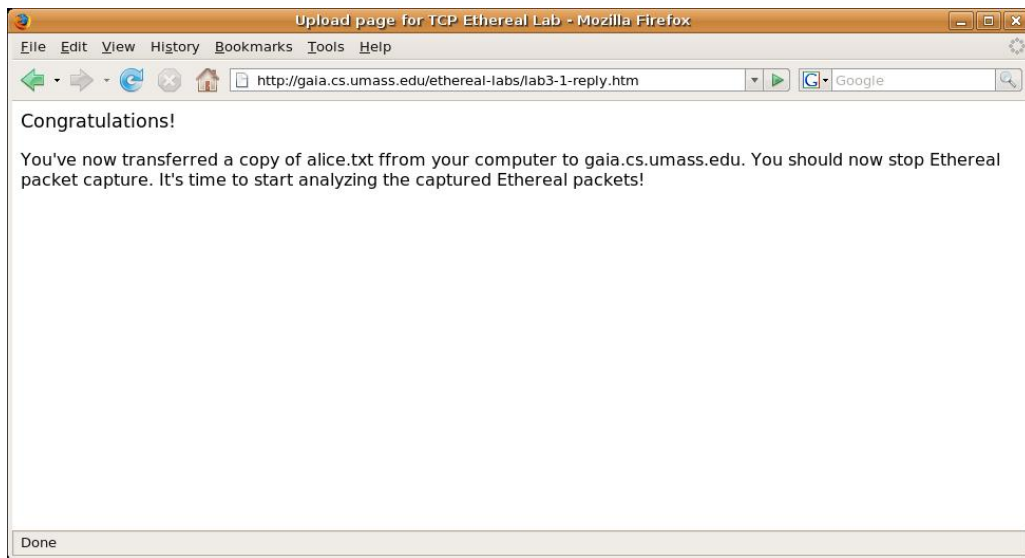 Upload page for TCP Ethereal Lab - Mozilla Firefox
File Edit View History Bookmarks Tools Help
http://gaia.cs.umass.edu/ethereal-labs/lab3-1-reply.htm G Google
Congratulations!
You've now transferred a copy of alice.txt ffrom your computer to gaia.cs.umass.edu. You should now stop Ethereal
packet capture. It's time to start analyzing the captured Ethereal packets!
Done